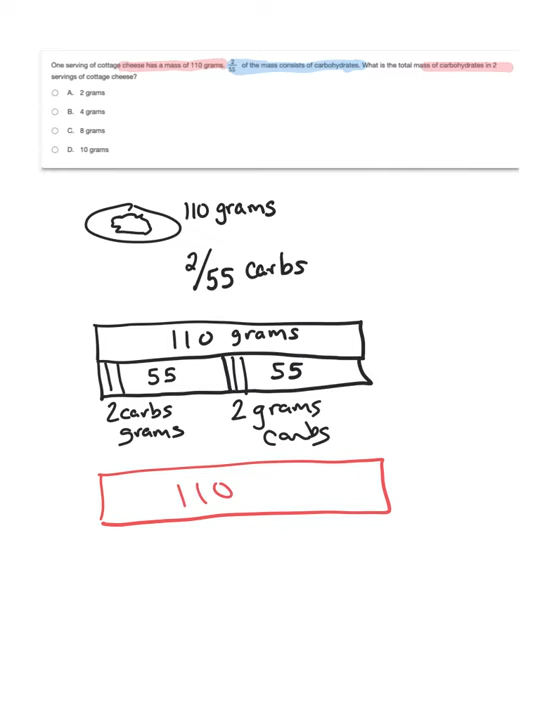 One serving of cottage cheese has a mass of 110 grams. 2/55 of the mass consists of carbohydrates. What is the total mass of carbohydrates in 2
servings of cottage cheese?
A. 2 grams
B. 4 grams
C. 8 grams
D. 10 grams
110 grams
2/55 carbs
110 grams
55 55
2 carbs 2 grams
grams carbs
110